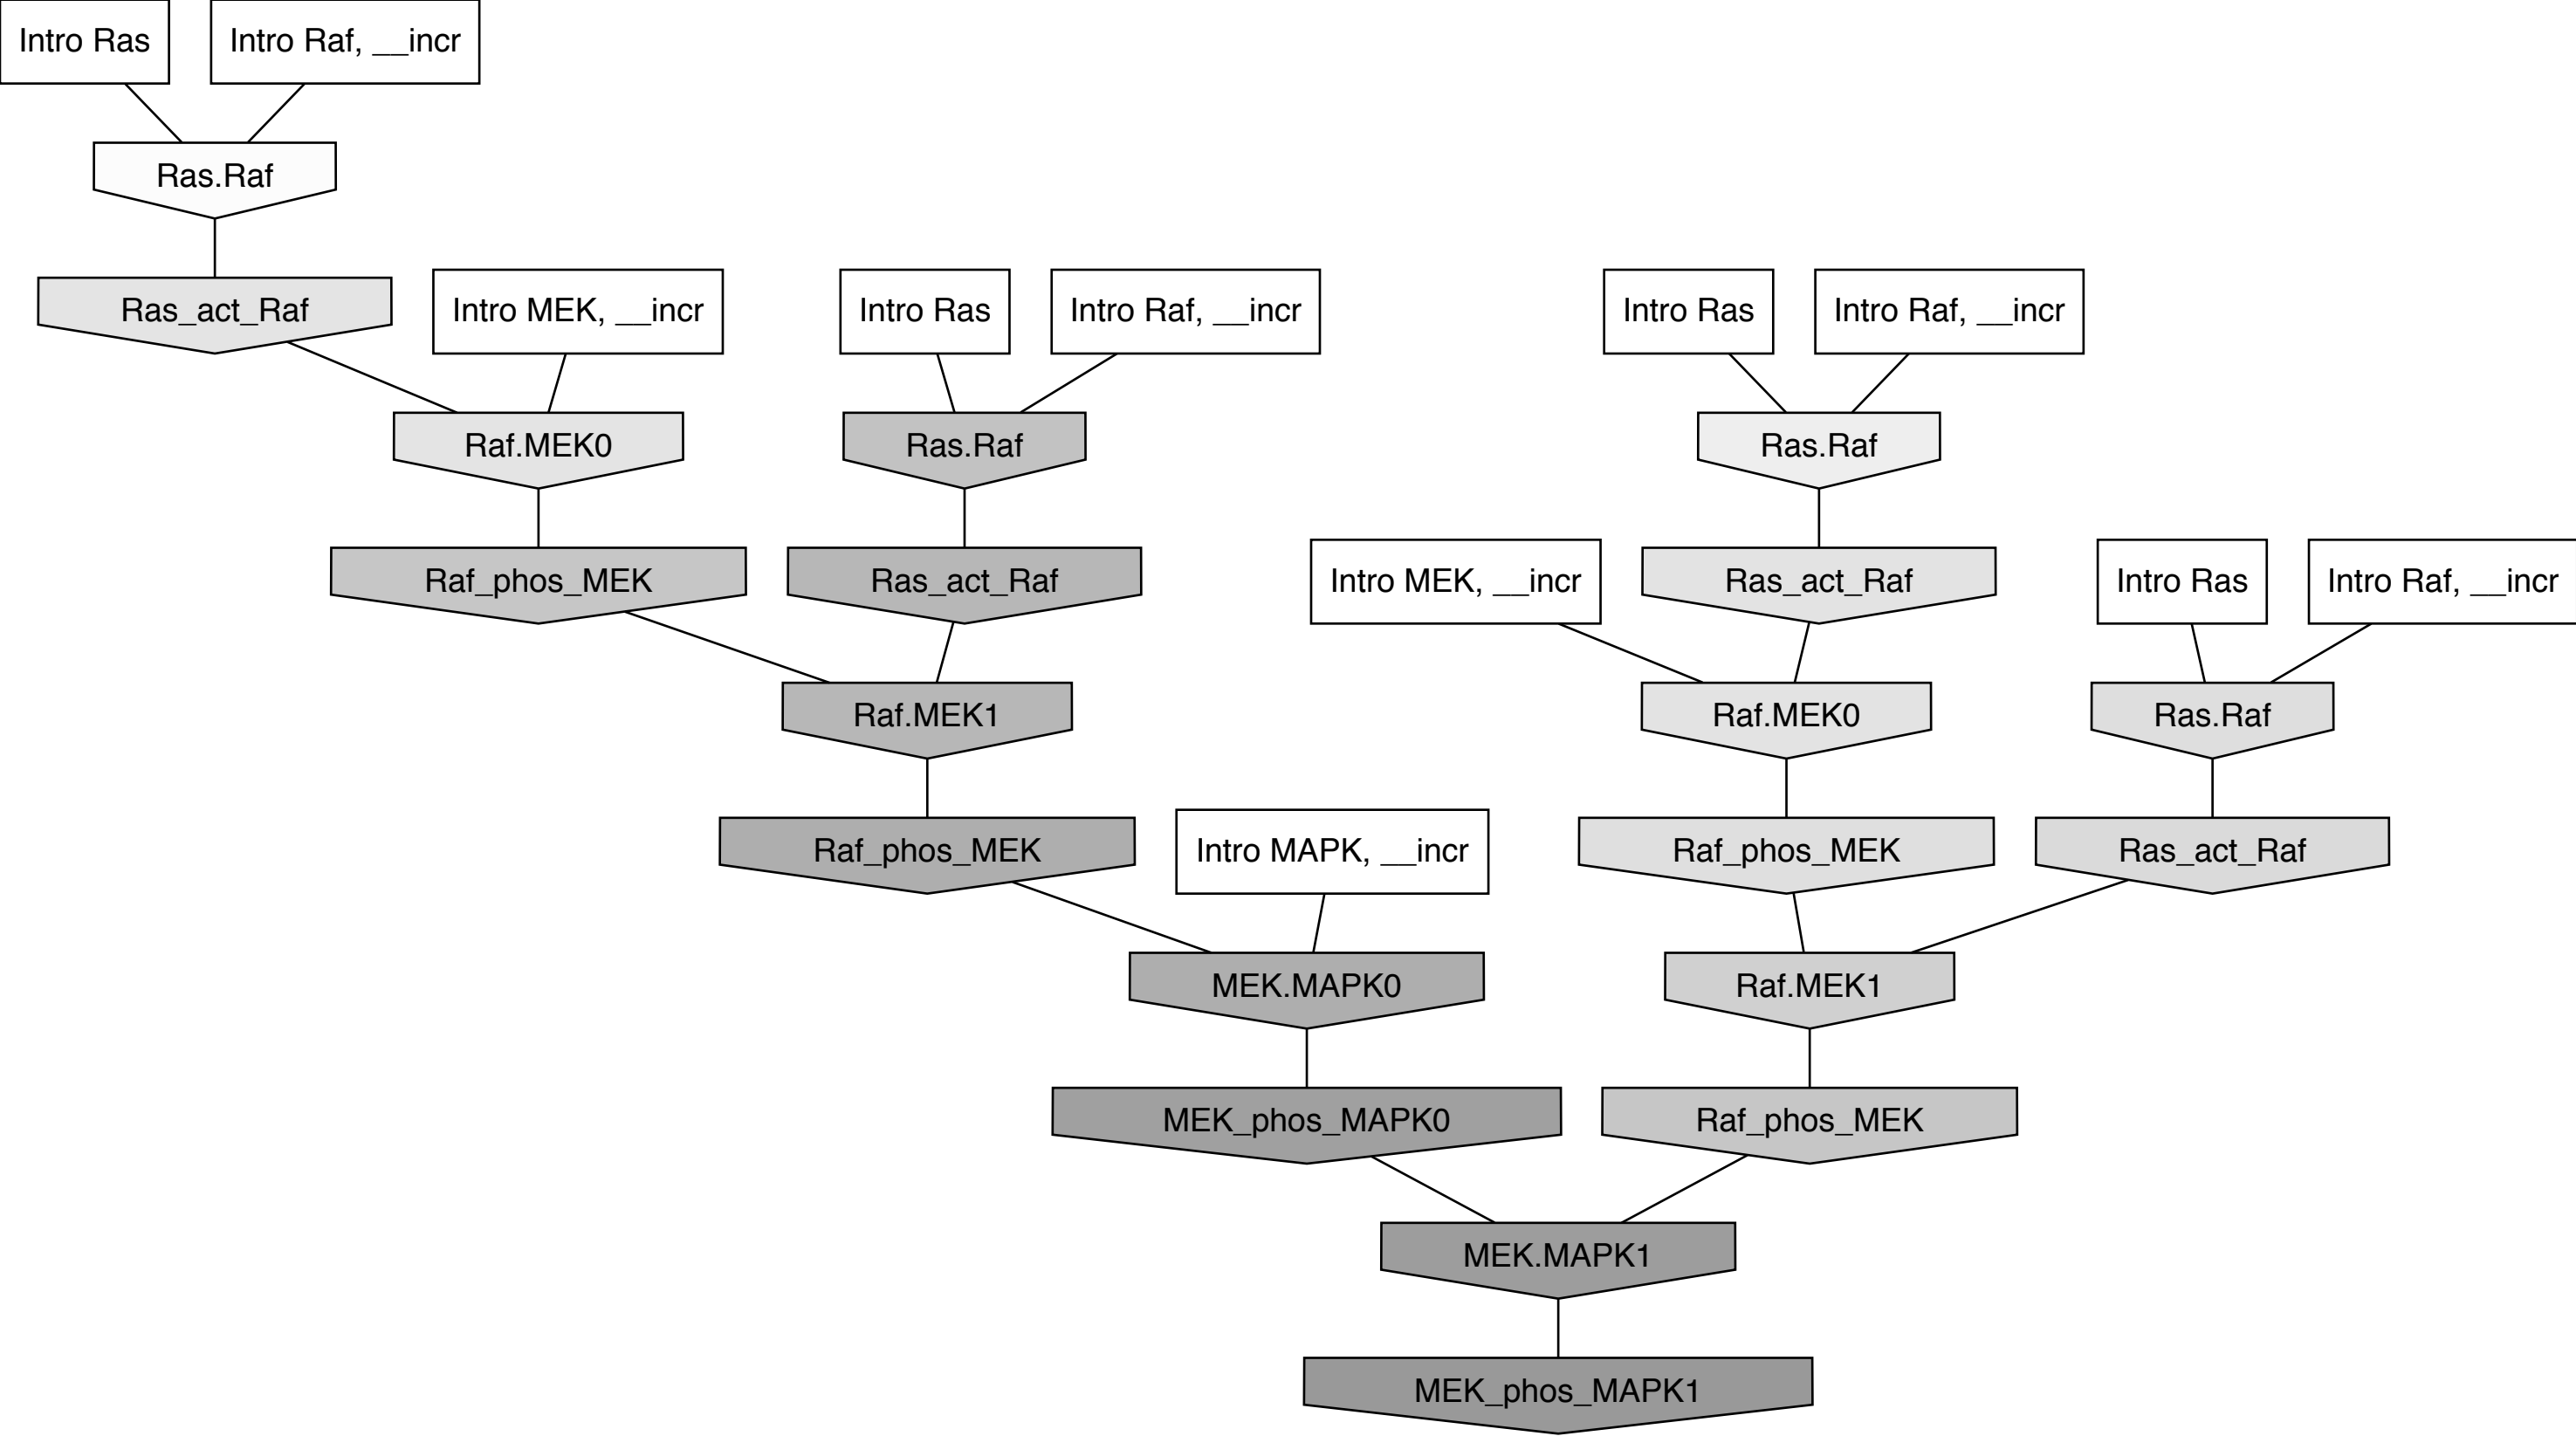 Intro Ras
Intro Raf, __incr
Ras.Raf
Ras_act_Raf
Intro MEK, __incr
Intro Ras
Intro Raf, __incr
Intro Ras
Intro Raf, __incr
Raf.MEK0
Ras.Raf
Ras.Raf
Raf_phos_MEK
Ras_act_Raf
Intro MEK, __incr
Ras_act_Raf
Intro Ras
Intro Raf, __incr
Raf.MEK1
Raf.MEK0
Ras.Raf
Raf_phos_MEK
Intro MAPK, __incr
Raf_phos_MEK
Ras_act_Raf
MEK.MAPK0
Raf.MEK1
MEK_phos_MAPK0
Raf_phos_MEK
MEK.MAPK1
MEK_phos_MAPK1